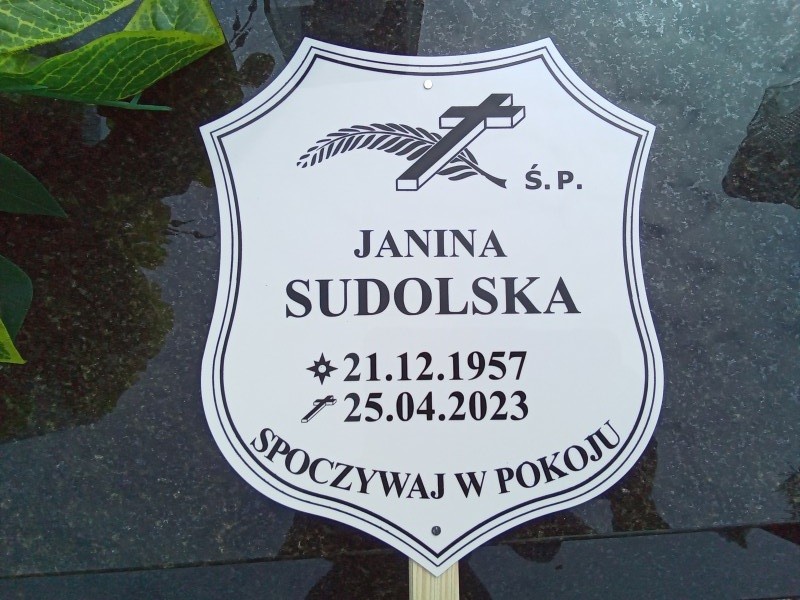 Ś.P.
JANINA
SUDOLSKA
21.12.1957
25.04.2023
SPOCZYWAJ W POKOJU